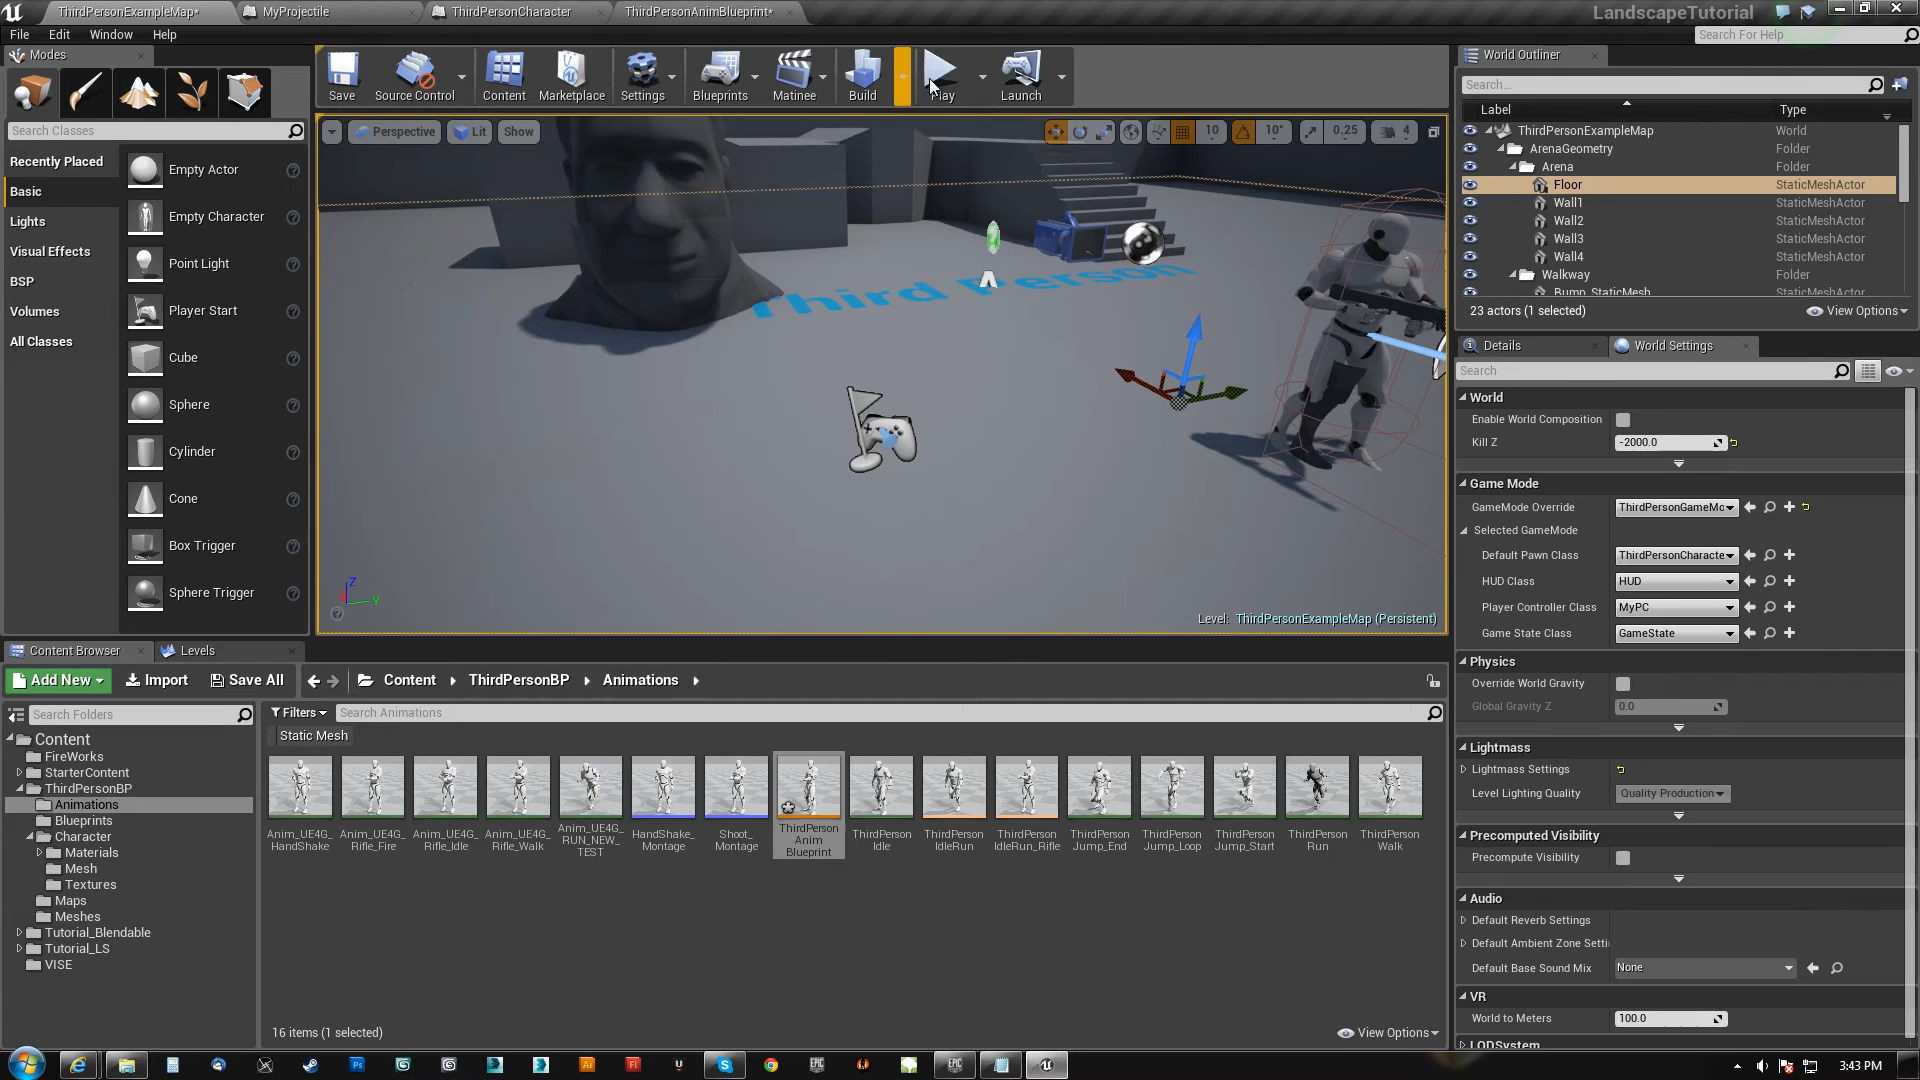 ThirdPersonExampleMap*
MyProjectile
ThirdPersonCharacter
ThirdPersonAnimBlueprint*
LandscapeTutorial
File Edit Window Help
Search For Help
Modes
Save
Source Control
Content
Marketplace
Settings
Blueprints
Matinee
Build
Play
Launch
Search Classes
Recently Placed
Basic
Lights
Visual Effects
BSP
Volumes
All Classes
Empty Actor
Empty Character
Point Light
Player Start
Cube
Sphere
Cylinder
Cone
Box Trigger
Sphere Trigger
Perspective
Lit
Show
10
10°
0.25
4
Third Person
Z
Y
Level: ThirdPersonExampleMap (Persistent)
World Outliner
Search...
Label Type
ThirdPersonExampleMap World
ArenaGeometry Folder
Arena Folder
Floor StaticMeshActor
Wall1 StaticMeshActor
Wall2 StaticMeshActor
Wall3 StaticMeshActor
Wall4 StaticMeshActor
Walkway Folder
Bump_StaticMesh StaticMeshActor
23 actors (1 selected)
View Options
Details
World Settings
Search
World
Enable World Composition
Kill Z -2000.0
Game Mode
GameMode Override ThirdPersonGameMo
Selected GameMode
Default Pawn Class ThirdPersonCharacte
HUD Class HUD
Player Controller Class MyPC
Game State Class GameState
Physics
Override World Gravity
Global Gravity Z 0.0
Lightmass
Lightmass Settings
Level Lighting Quality Quality Production
Precomputed Visibility
Precompute Visibility
Audio
Default Reverb Settings
Default Ambient Zone Setti
Default Base Sound Mix None
VR
World to Meters 100.0
LODSystem
Content Browser
Levels
Add New
Import
Save All
Content
ThirdPersonBP
Animations
Search Folders
Filters
Search Animations
Static Mesh
Content
FireWorks
StarterContent
ThirdPersonBP
Animations
Blueprints
Character
Materials
Mesh
Textures
Maps
Meshes
Tutorial_Blendable
Tutorial_LS
VISE
Anim_UE4G_
HandShake
Anim_UE4G_
Rifle_Fire
Anim_UE4G_
Rifle_Idle
Anim_UE4G_
Rifle_Walk
Anim_UE4G_
RUN_NEW_
TEST
HandShake_
Montage
Shoot_
Montage
ThirdPerson
Anim
Blueprint
ThirdPerson
Idle
ThirdPerson
IdleRun
ThirdPerson
IdleRun_Rifle
ThirdPerson
Jump_End
ThirdPerson
Jump_Loop
ThirdPerson
Jump_Start
ThirdPerson
Run
ThirdPerson
Walk
16 items (1 selected)
View Options
3:43 PM